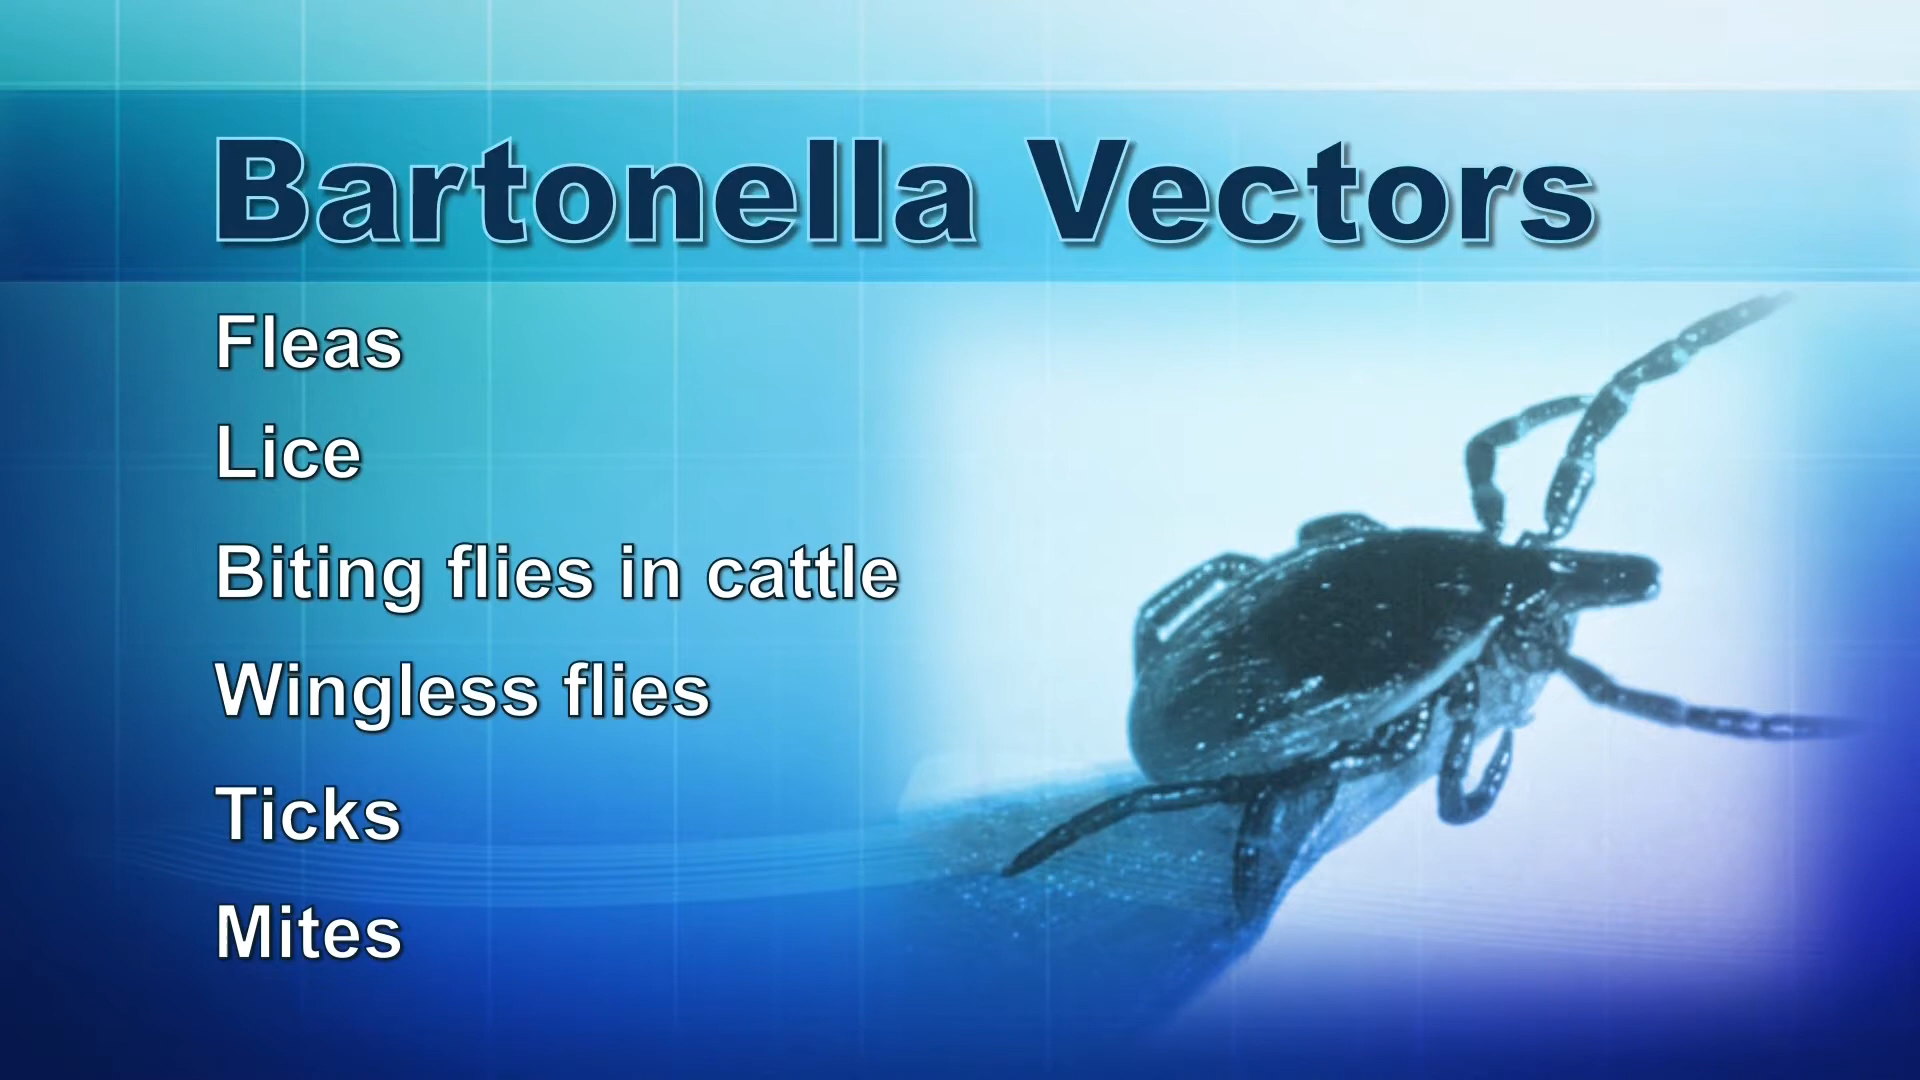 Bartonella Vectors
Fleas
Lice
Biting flies in cattle
Wingless flies
Ticks
Mites